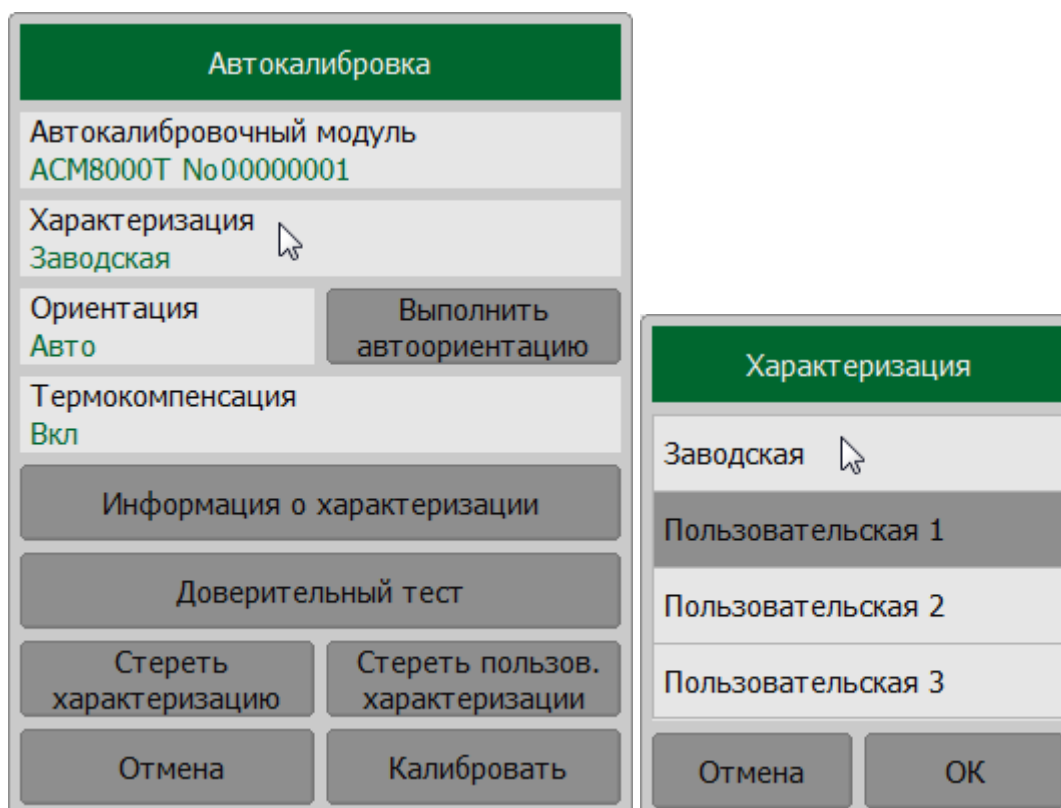 Автокалибровка
Автокалибровочный модуль
ACM8000T No00000001
Характеризация
Заводская
Ориентация
Авто
Выполнить
автоориентацию
Термокомпенсация
Вкл
Информация о характеризации
Доверительный тест
Стереть
характеризацию
Стереть пользов.
характеризации
Отмена
Калибровать
Характеризация
Заводская
Пользовательская 1
Пользовательская 2
Пользовательская 3
Отмена
ОК